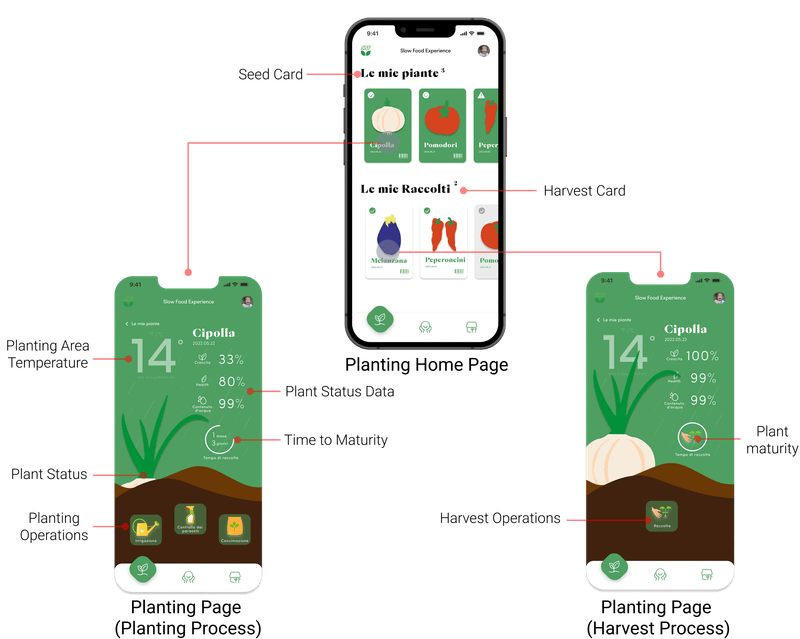 9:41
Slow Food Experience
Le mie piante 3
Seed Card
Cipolla
Pomodori
Peper
Le mie Raccolti 2
Harvest Card
Melanzana
Peperoncini
Pomo
Planting Home Page
9:41
Slow Food Experience
Le mie piante
Cipolla
2022.05.22
14°
Planting Area
Temperature
33%
Crescita
80%
Health
99%
Contenuto
d'acqua
Plant Status Data
1 mese
3 giorni
Tempo di raccolta
Time to Maturity
Plant Status
Planting
Operations
Irrigazione
Controllo dei
parassiti
Concimazione
Planting Page
(Planting Process)
9:41
Slow Food Experience
Le mie piante
Cipolla
2022.05.22
14°
100%
Crescita
99%
Health
99%
Contenuto
d'acqua
Tempo di raccolta
Plant
maturity
Harvest Operations
Raccolta
Planting Page
(Harvest Process)